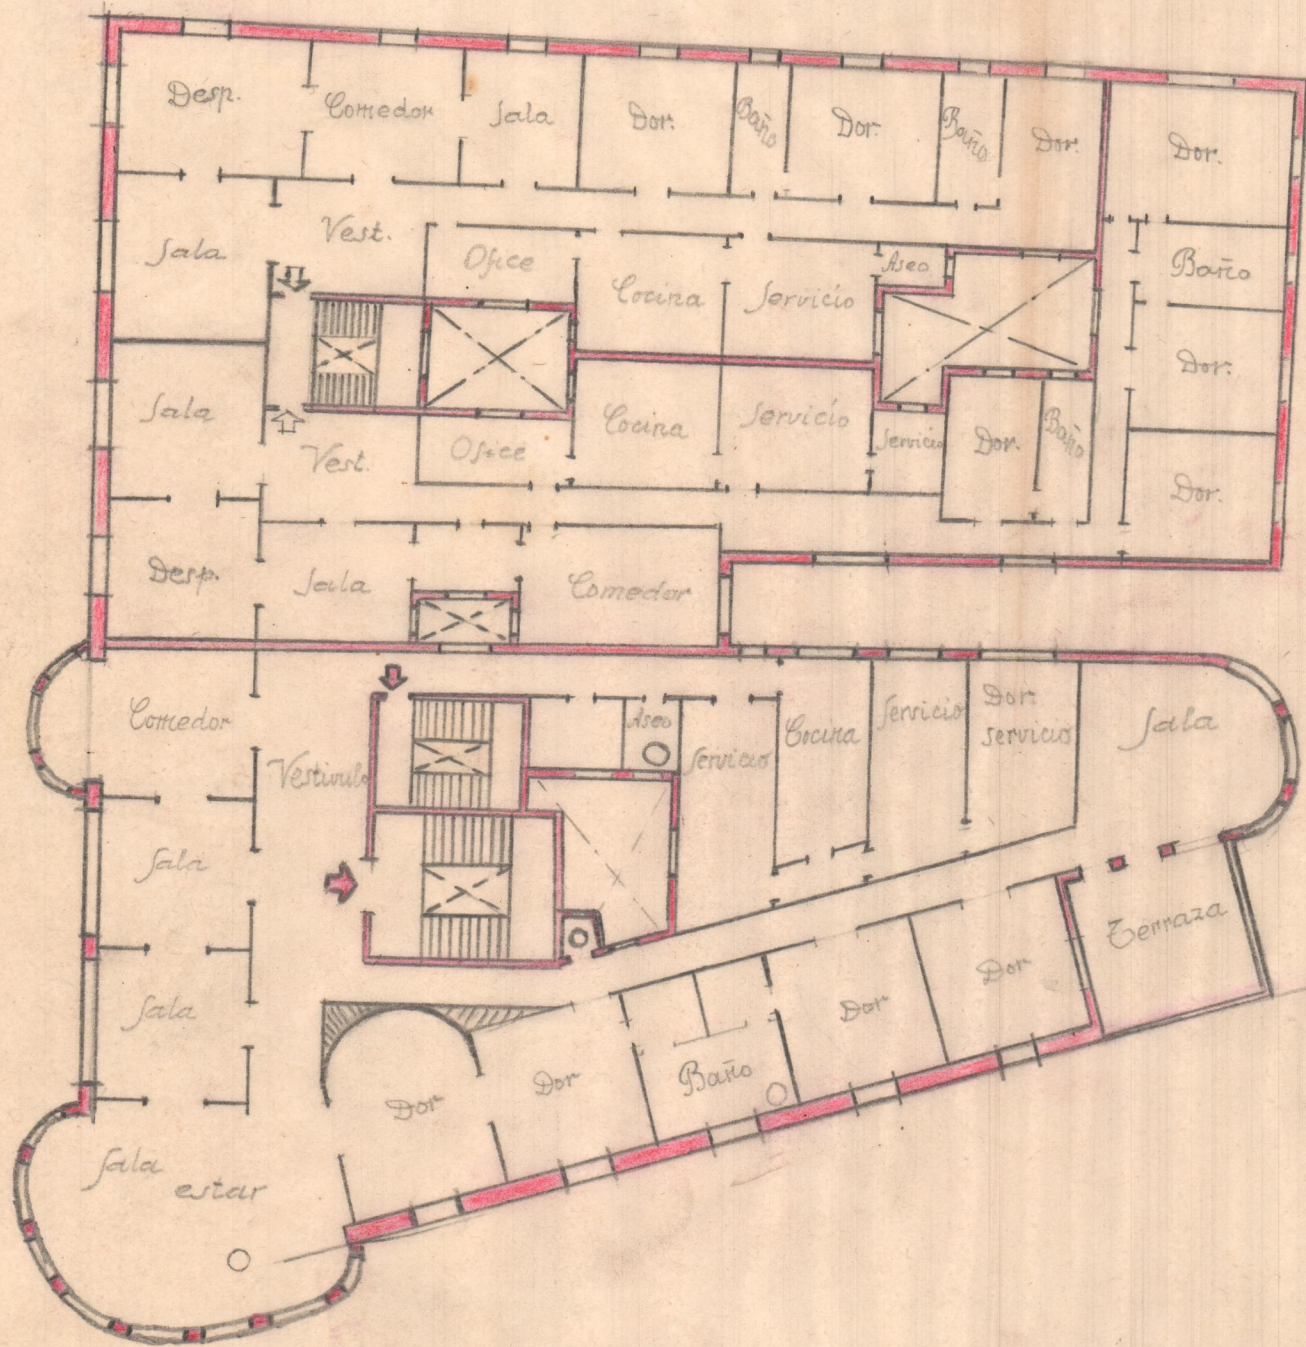 Desp.
Comedor
Sala
Dor.
Baño
Dor.
Baño
Dor.
Dor.
Sala
Vest.
Ofice
Cocina
Servicio
Aseo
Baño
Dor.
Sala
Vest.
Ofice
Cocina
Servicio
Servicio
Dor.
Baño
Dor.
Desp.
Sala
Comedor
Comedor
Vestivulo
Aseo
Servicio
Cocina
Servicio
Dor.
servicio
Sala
Sala
Terraza
Sala
Dor
Dor
Baño
Dor
Dor
Sala
estar